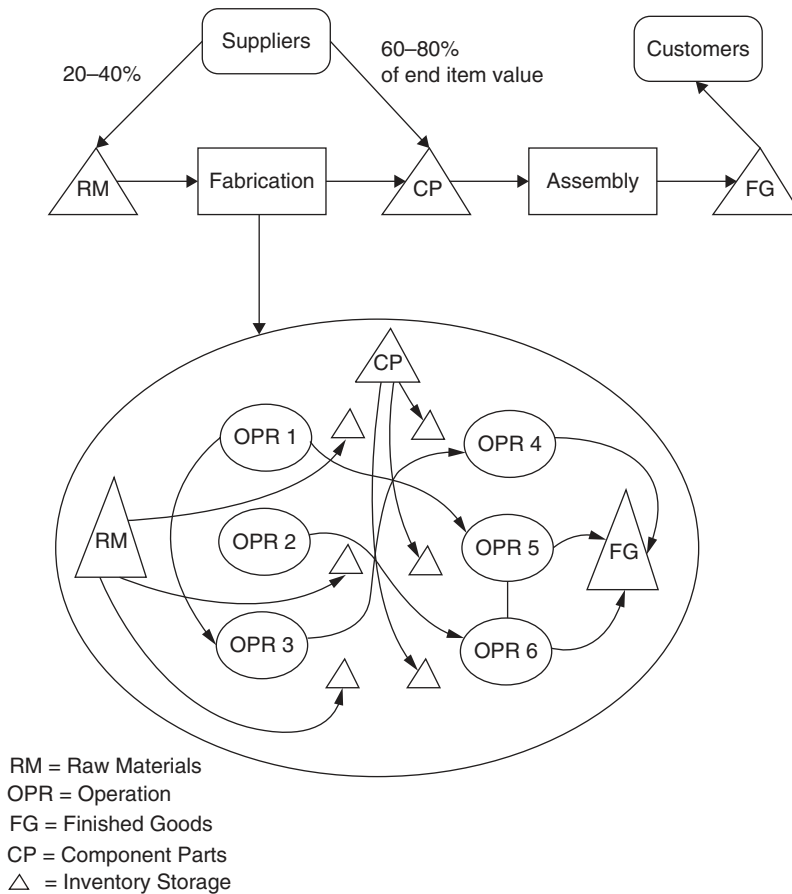 Suppliers
Customers
20–40%
60–80%
of end item value
RM
Fabrication
CP
Assembly
FG
CP
OPR 1
OPR 4
RM
OPR 2
OPR 5
FG
OPR 3
OPR 6
RM = Raw Materials
OPR = Operation
FG = Finished Goods
CP = Component Parts
= Inventory Storage